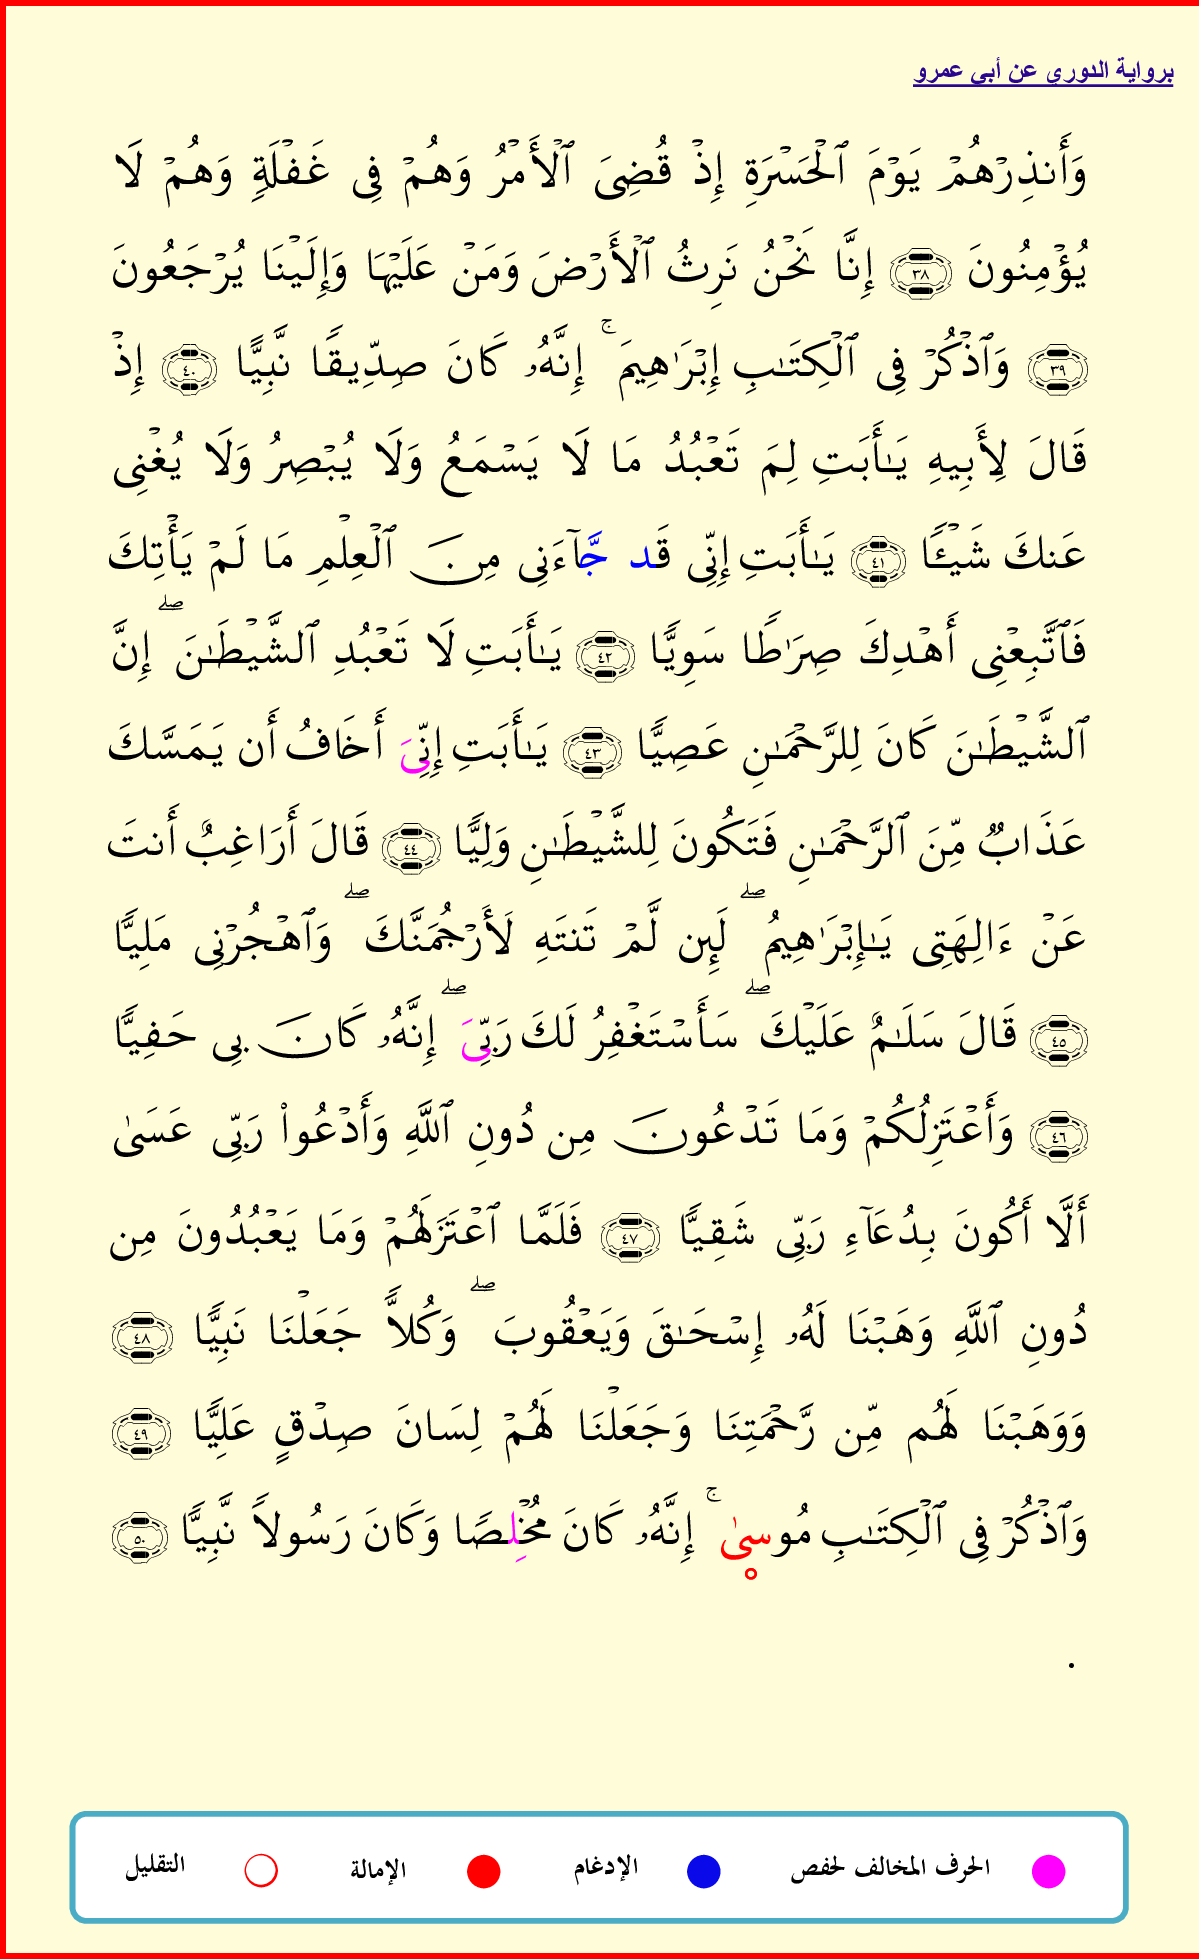 برواية الدوري عن أبي عمرو
وَأَنذِرْهُمْ يَوْمَ ٱلْحَسْرَةِ إِذْ قُضِىَ ٱلْأَمْرُ وَهُمْ فِى غَفْلَةٍ وَهُمْ لَا
يُؤْمِنُونَ ٣٨ إِنَّا نَحْنُ نَرِثُ ٱلْأَرْضَ وَمَنْ عَلَيْهَا وَإِلَيْنَا يُرْجَعُونَ
٣٩ وَٱذْكُرْ فِى ٱلْكِتَٰبِ إِبْرَٰهِيمَ ۚ إِنَّهُۥ كَانَ صِدِّيقًا نَّبِيًّا ٤٠ إِذْ
قَالَ لِأَبِيهِ يَٰأَبَتِ لِمَ تَعْبُدُ مَا لَا يَسْمَعُ وَلَا يُبْصِرُ وَلَا يُغْنِى
عَنكَ شَيْـًٔا ٤١ يَٰأَبَتِ إِنِّى قَد جَّآءَنِى مِنَ ٱلْعِلْمِ مَا لَمْ يَأْتِكَ
فَٱتَّبِعْنِى أَهْدِكَ صِرَٰطًا سَوِيًّا ٤٢ يَٰأَبَتِ لَا تَعْبُدِ ٱلشَّيْطَٰنَ ۖ إِنَّ
ٱلشَّيْطَٰنَ كَانَ لِلرَّحْمَٰنِ عَصِيًّا ٤٣ يَٰأَبَتِ إِنِّىَ أَخَافُ أَن يَمَسَّكَ
عَذَابٌ مِّنَ ٱلرَّحْمَٰنِ فَتَكُونَ لِلشَّيْطَٰنِ وَلِيًّا ٤٤ قَالَ أَرَاغِبٌ أَنتَ
عَنْ ءَالِهَتِى يَٰإِبْرَٰهِيمُ ۖ لَئِن لَّمْ تَنتَهِ لَأَرْجُمَنَّكَ ۖ وَٱهْجُرْنِى مَلِيًّا
٤٥ قَالَ سَلَٰمٌ عَلَيْكَ ۖ سَأَسْتَغْفِرُ لَكَ رَبِّىَ ۖ إِنَّهُۥ كَانَ بِى حَفِيًّا
٤٦ وَأَعْتَزِلُكُمْ وَمَا تَدْعُونَ مِن دُونِ ٱللَّهِ وَأَدْعُوا۟ رَبِّى عَسَىٰ
أَلَّا أَكُونَ بِدُعَآءِ رَبِّى شَقِيًّا ٤٧ فَلَمَّا ٱعْتَزَلَهُمْ وَمَا يَعْبُدُونَ مِن
دُونِ ٱللَّهِ وَهَبْنَا لَهُۥ إِسْحَٰقَ وَيَعْقُوبَ ۖ وَكُلاًّ جَعَلْنَا نَبِيًّا ٤٨
وَوَهَبْنَا لَهُم مِّن رَّحْمَتِنَا وَجَعَلْنَا لَهُمْ لِسَانَ صِدْقٍ عَلِيًّا ٤٩
وَٱذْكُرْ فِى ٱلْكِتَٰبِ مُوسىٰ ۚ إِنَّهُۥ كَانَ مُخْلِصًا وَكَانَ رَسُولاً نَّبِيًّا ٥٠
.
الحرف المخالف لحفص الإدغام الإمالة التقليل